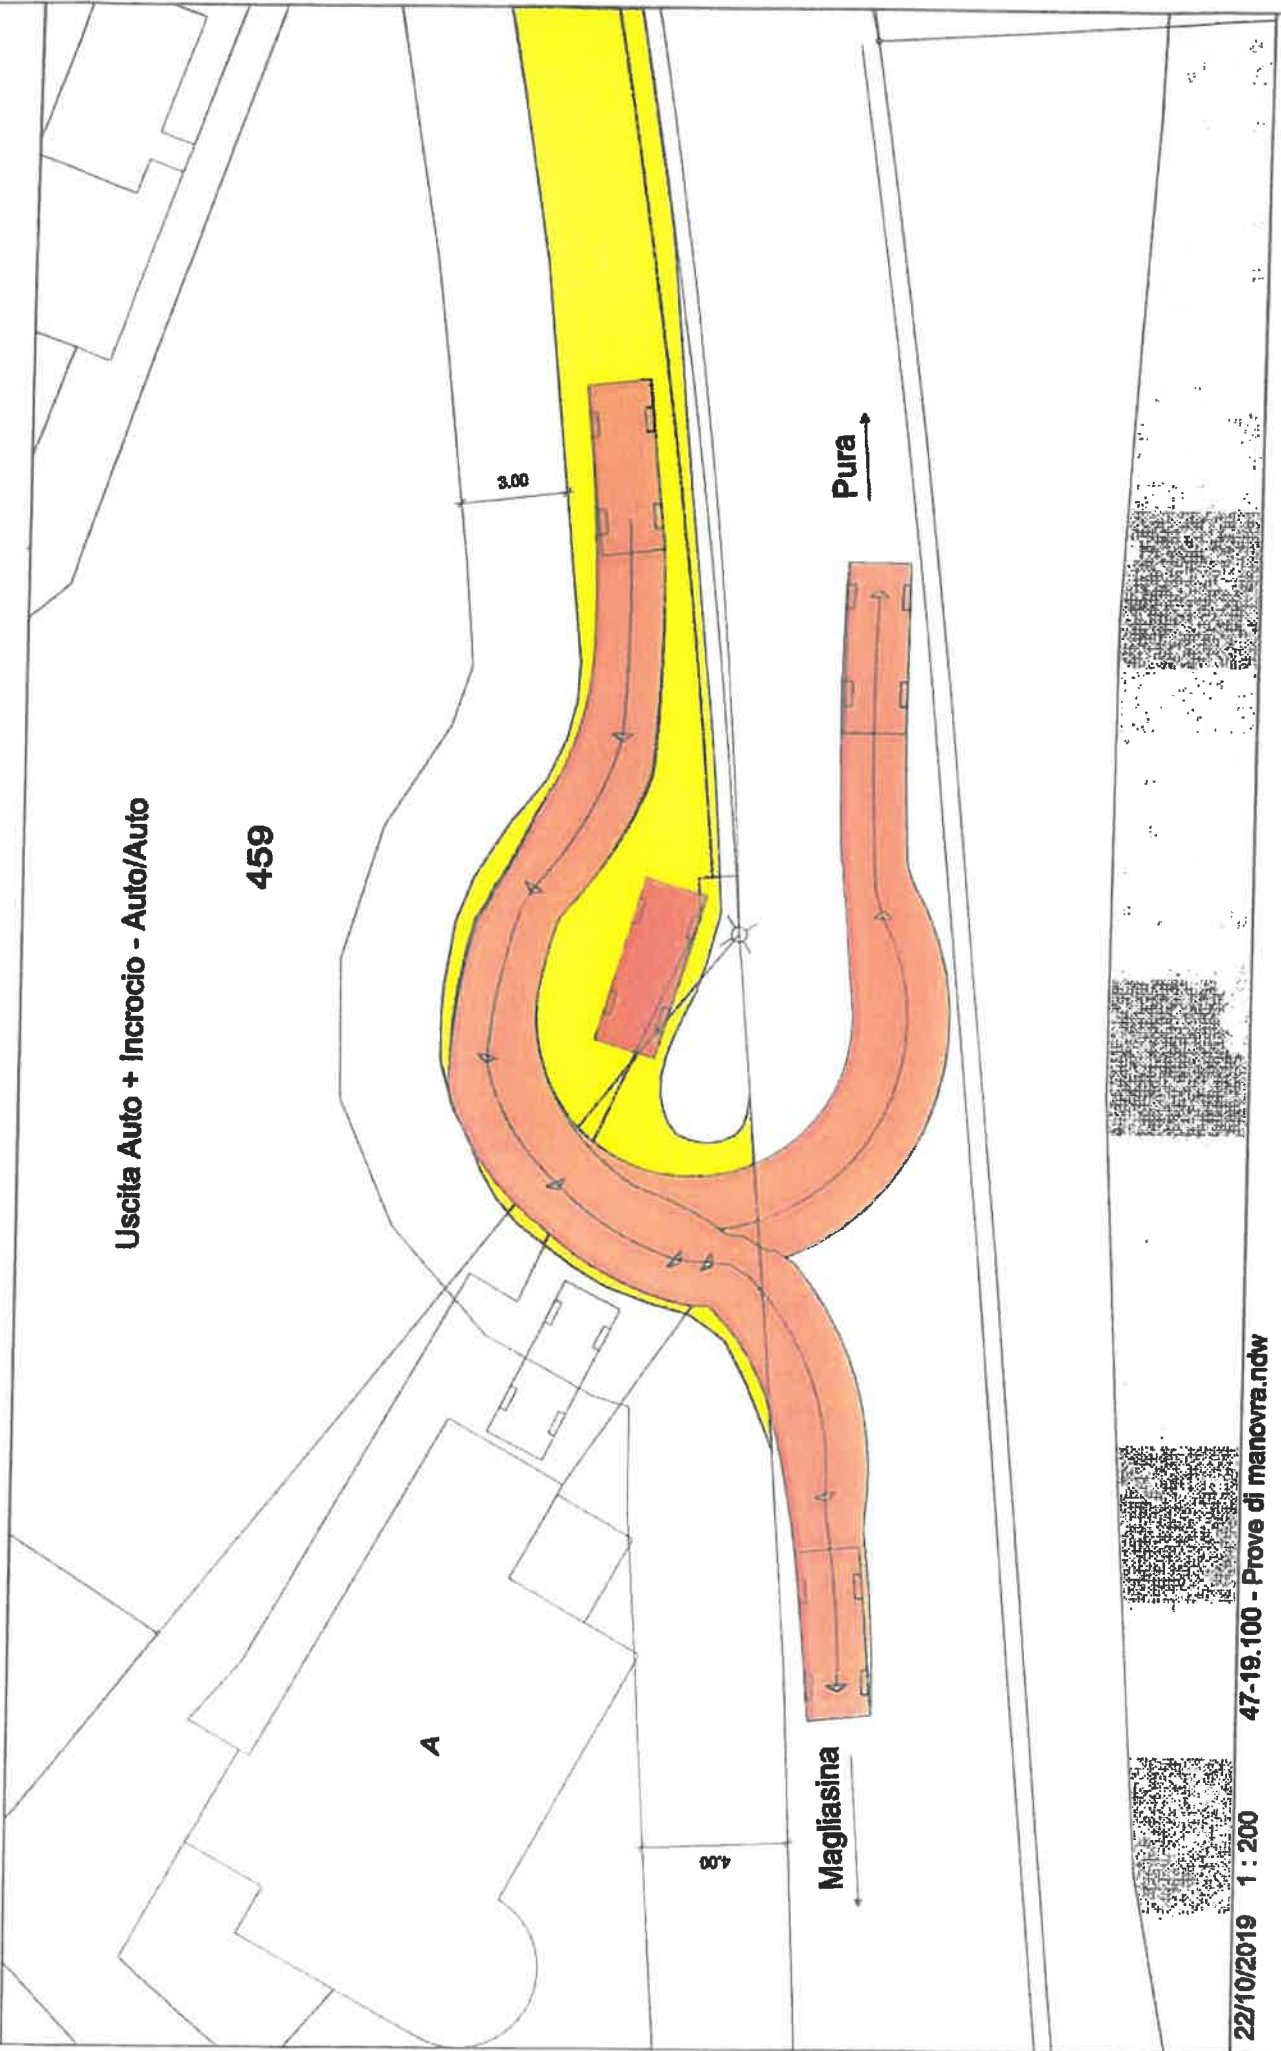 Uscita Auto + Incrocio - Auto/Auto
459
3.00
Pura
A
4.00
Magliasina
22/10/2019 1 : 200 47-19.100 - Prove di manovra.ndw